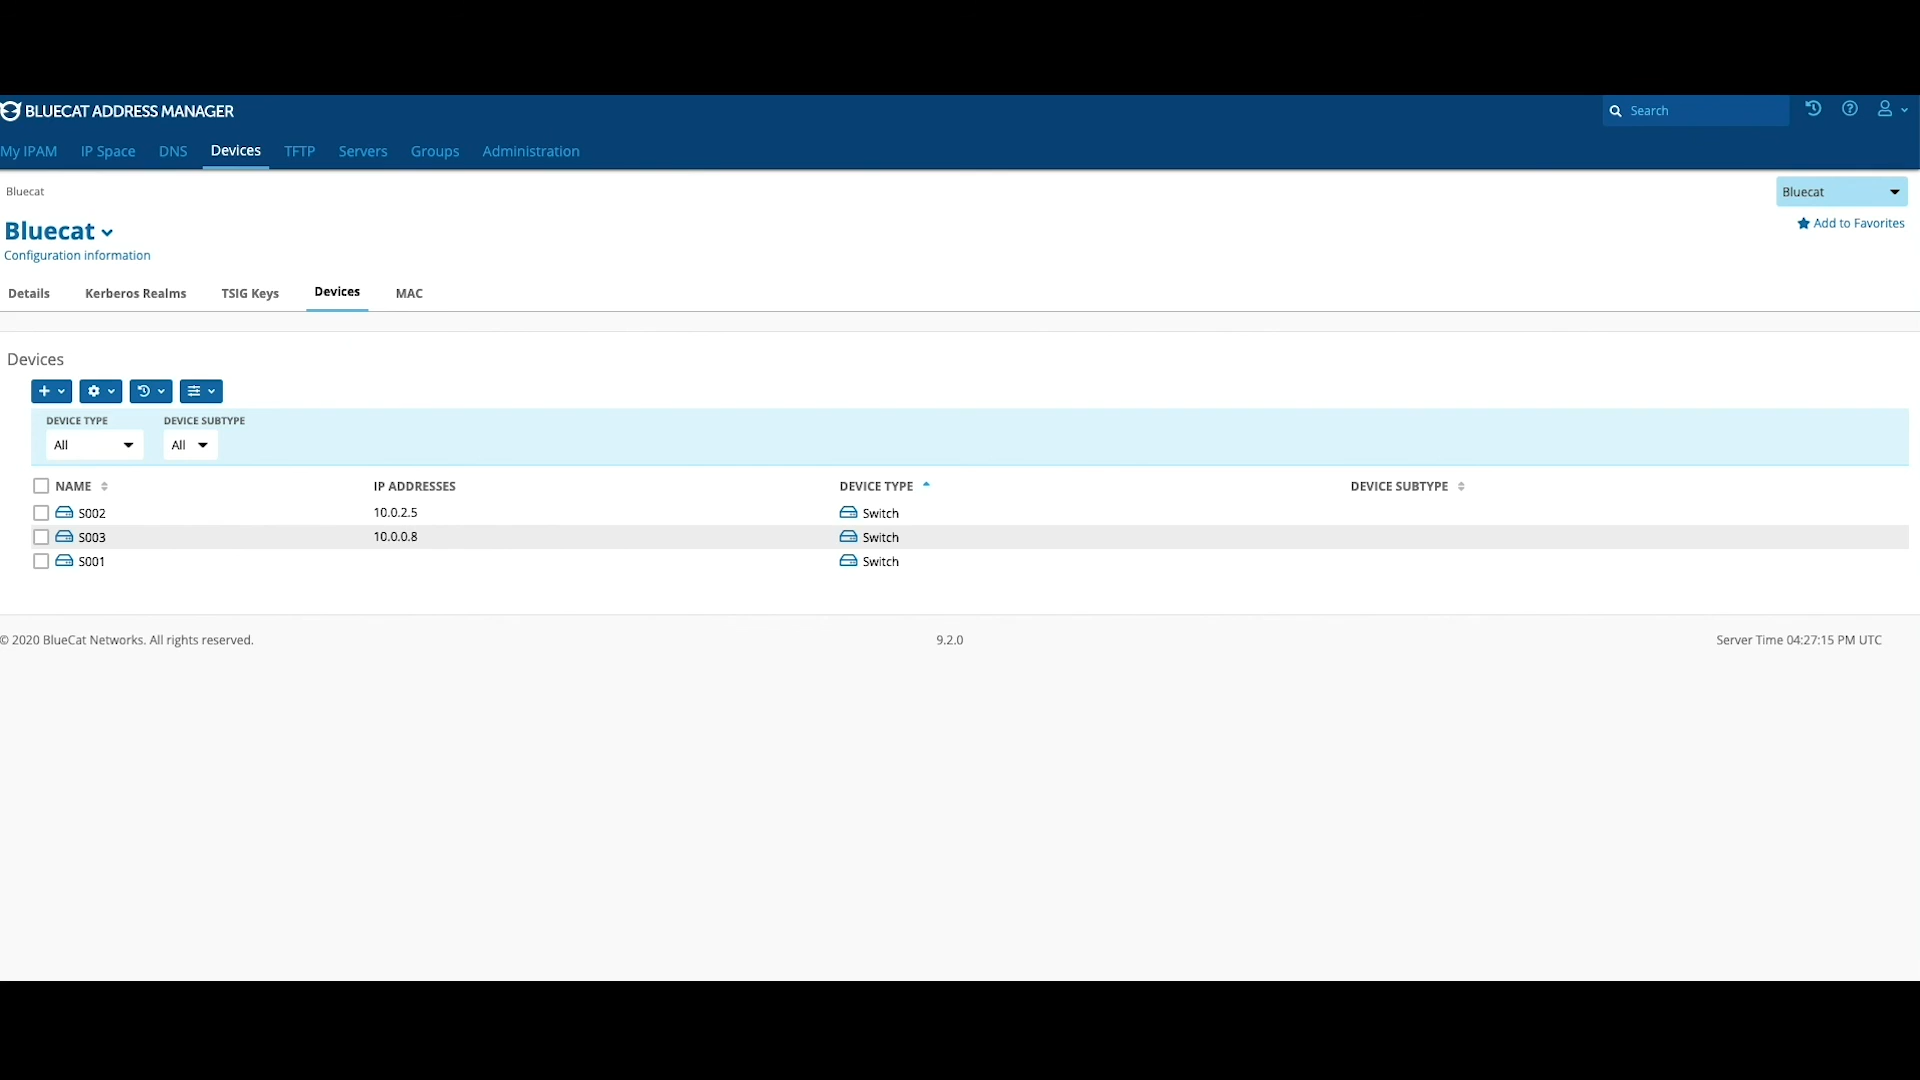 BLUECAT ADDRESS MANAGER
Search
My IPAM IP Space DNS Devices TFTP Servers Groups Administration
Bluecat
Bluecat
Bluecat
Add to Favorites
Configuration information
Details Kerberos Realms TSIG Keys Devices MAC
Devices
DEVICE TYPE DEVICE SUBTYPE
All All
NAME IP ADDRESSES DEVICE TYPE DEVICE SUBTYPE
S002 10.0.2.5 Switch
S003 10.0.0.8 Switch
S001 Switch
© 2020 BlueCat Networks. All rights reserved. 9.2.0 Server Time 04:27:15 PM UTC